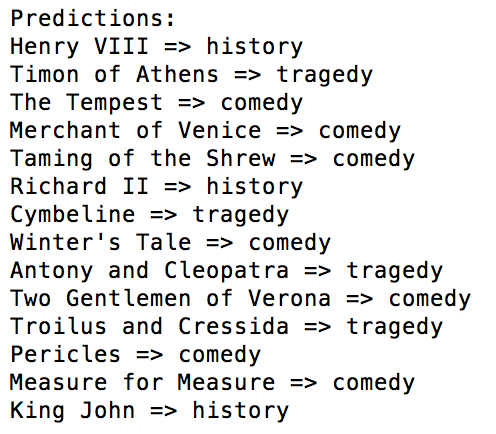 Predictions:
Henry VIII => history
Timon of Athens => tragedy
The Tempest => comedy
Merchant of Venice => comedy
Taming of the Shrew => comedy
Richard II => history
Cymbeline => tragedy
Winter's Tale => comedy
Antony and Cleopatra => tragedy
Two Gentlemen of Verona => comedy
Troilus and Cressida => tragedy
Pericles => comedy
Measure for Measure => comedy
King John => history